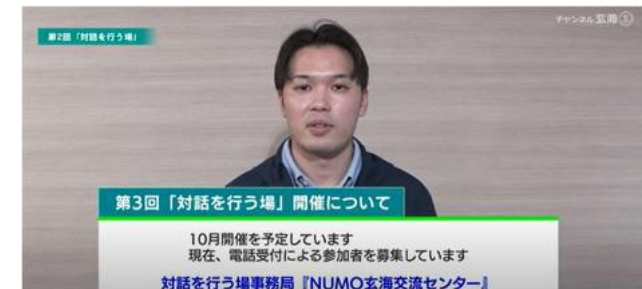 第2回「対話を行う場」
チャンネル玄海
第3回「対話を行う場」開催について
10月開催を予定しています
現在、電話受付による参加者を募集しています
対話を行う場事務局『NUMO玄海交流センター』